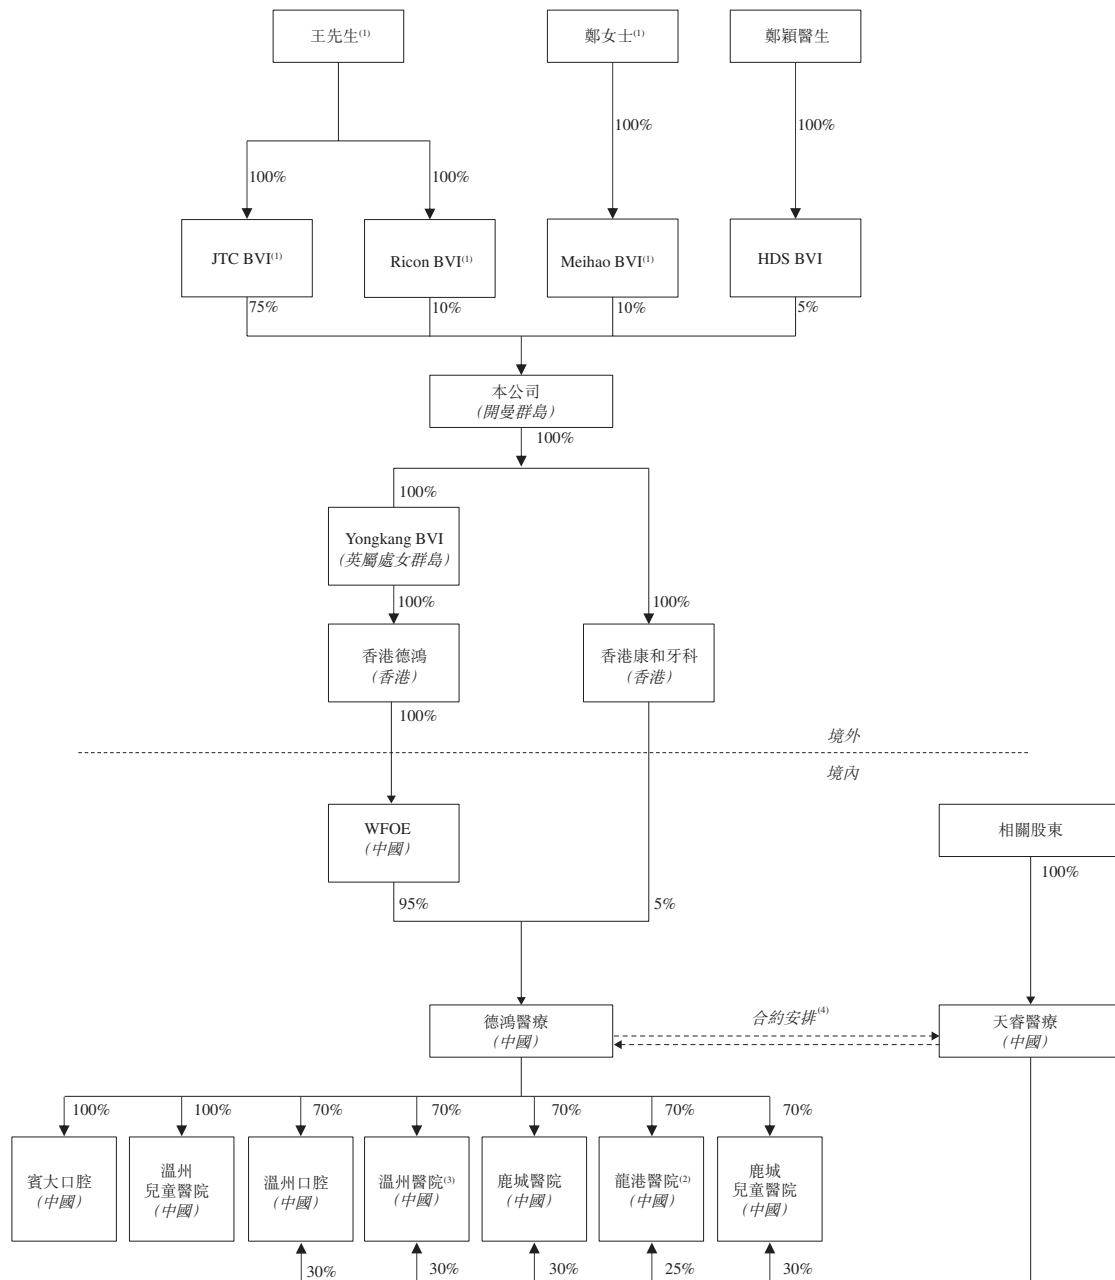 王先生(1)
鄭女士(1)
鄭穎醫生
100%
100%
100%
100%
JTC BVI(1)
Ricon BVI(1)
Meihao BVI(1)
HDS BVI
75%
10%
10%
5%
本公司
(開曼群島)
100%
100%
Yongkang BVI
(英屬處女群島)
100%
100%
香港德鴻
(香港)
香港康和牙科
(香港)
100%
境外
境內
WFOE
(中國)
相關股東
100%
95%
5%
德鴻醫療
(中國)
合約安排(4)
天睿醫療
(中國)
100%
100%
70%
70%
70%
70%
70%
賓大口腔
(中國)
溫州
兒童醫院
(中國)
溫州口腔
(中國)
溫州醫院(3)
(中國)
鹿城醫院
(中國)
龍港醫院(2)
(中國)
鹿城
兒童醫院
(中國)
30%
30%
30%
25%
30%